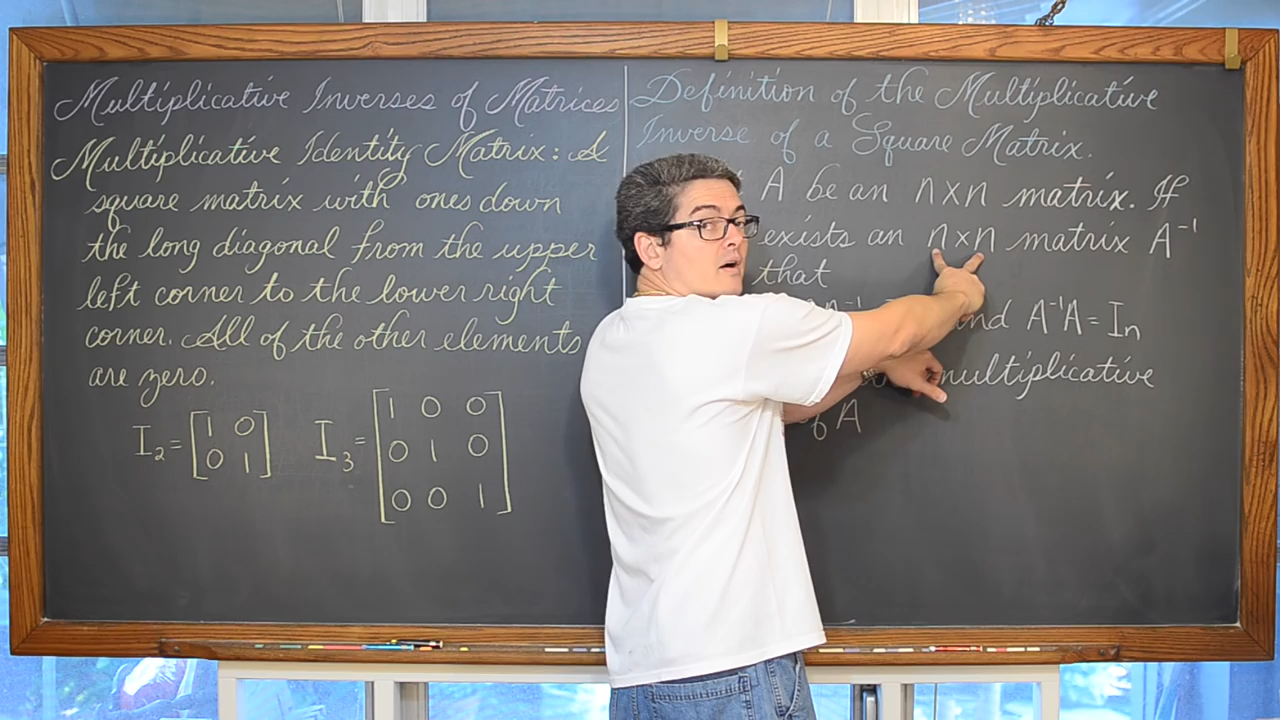 Multiplicative Inverses of Matrices
Multiplicative Identity Matrix: A
square matrix with ones down
the long diagonal from the upper
left corner to the lower right
corner. All of the other elements
are zero.
I₂ = [1 0
0 1]
I₃ = [1 0 0
0 1 0
0 0 1]
Definition of the Multiplicative
Inverse of a Square Matrix.
A be an n×n matrix. If
exists an n×n matrix A⁻¹
that
and A⁻¹A = Iₙ
multiplicative
of A